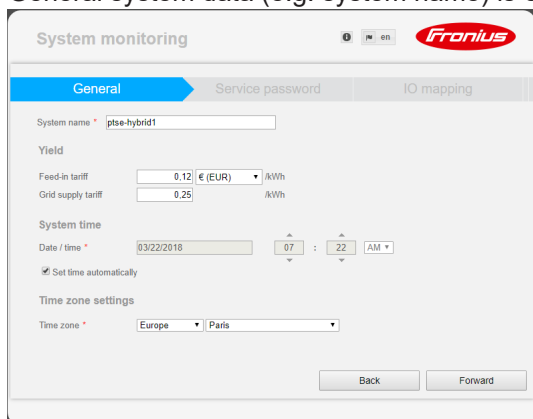 General system data (e.g. system name) is
System monitoring en Fronius
General Service password IO mapping
System name * ptse-hybrid1
Yield
Feed-in tariff 0,12 € (EUR) /kWh
Grid supply tariff 0,25 /kWh
System time
Date / time * 03/22/2018 07 : 22 AM
Set time automatically
Time zone settings
Time zone * Europe Paris
Back Forward